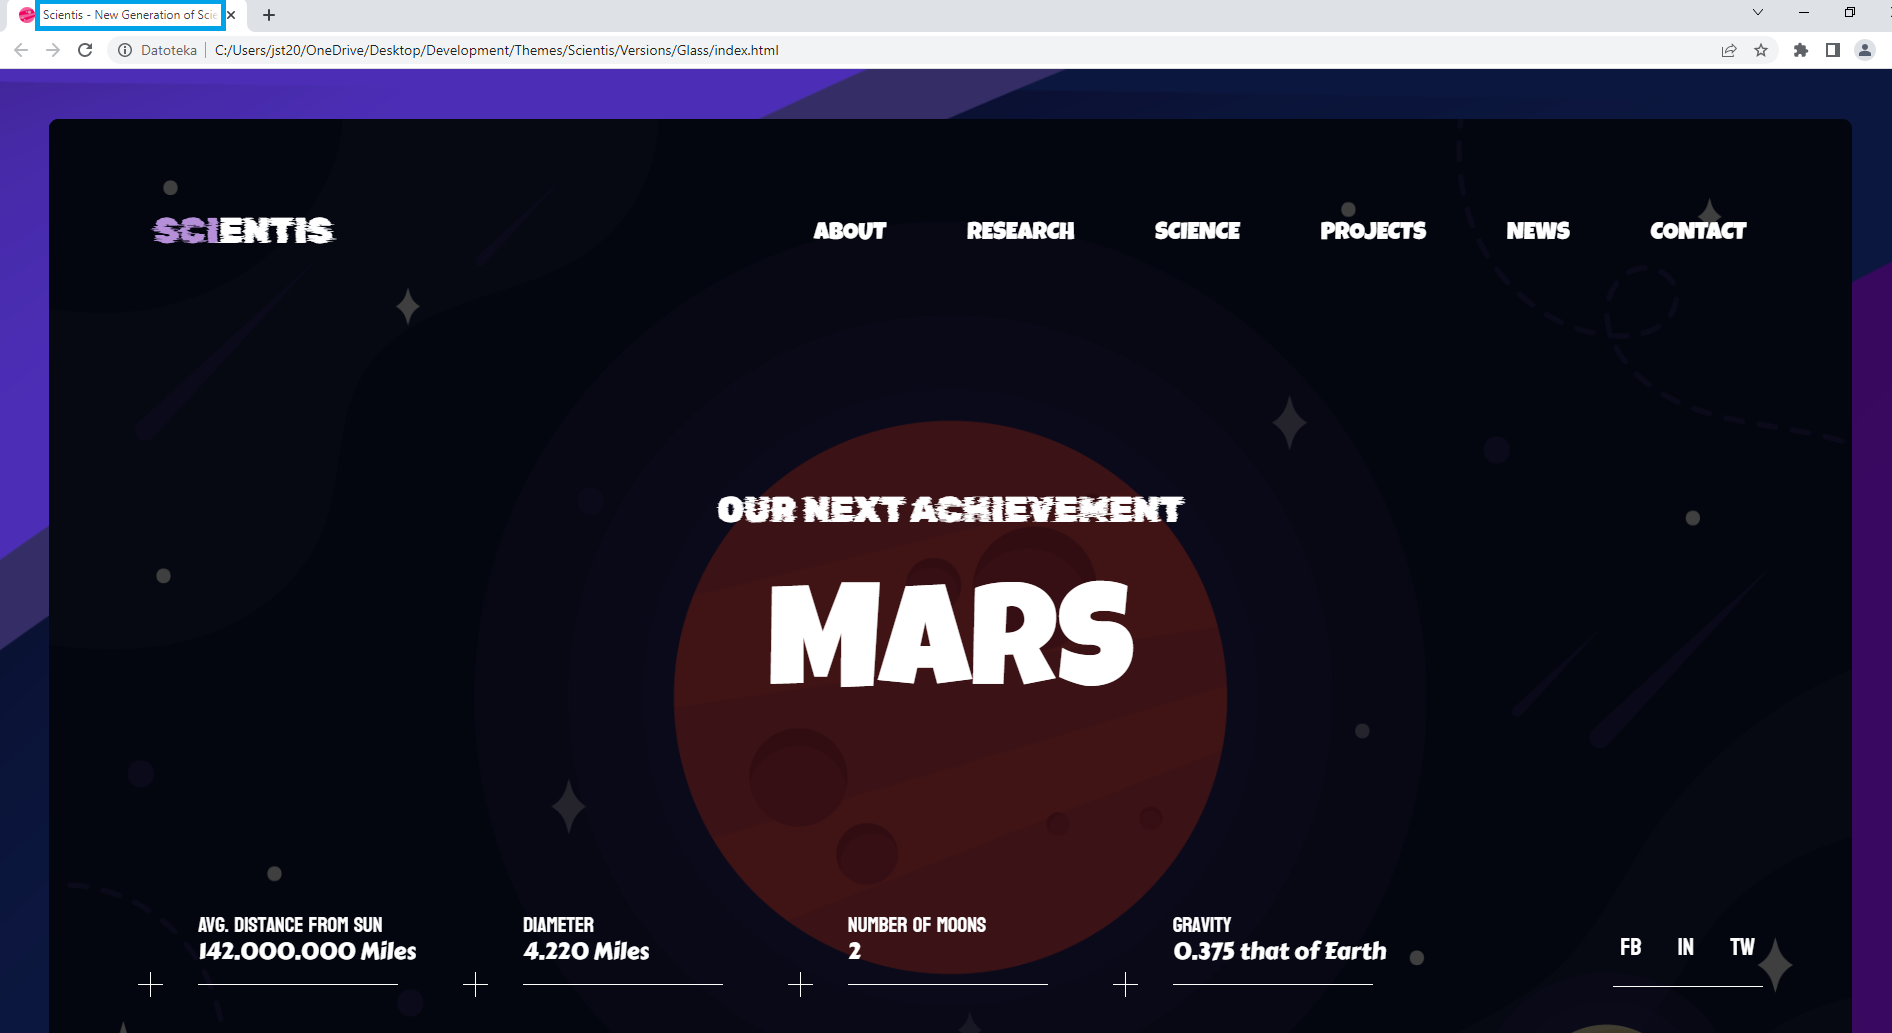 Scientis - New Generation of Scie
Datoteka
C:/Users/jst20/OneDrive/Desktop/Development/Themes/Scientis/Versions/Glass/index.html
SCIENTIS
ABOUT RESEARCH SCIENCE PROJECTS NEWS CONTACT
OUR NEXT ACHIEVEMENT
MARS
AVG. DISTANCE FROM SUN
142.000.000 Miles
DIAMETER
4.220 Miles
NUMBER OF MOONS
2
GRAVITY
0.375 that of Earth
FB IN TW